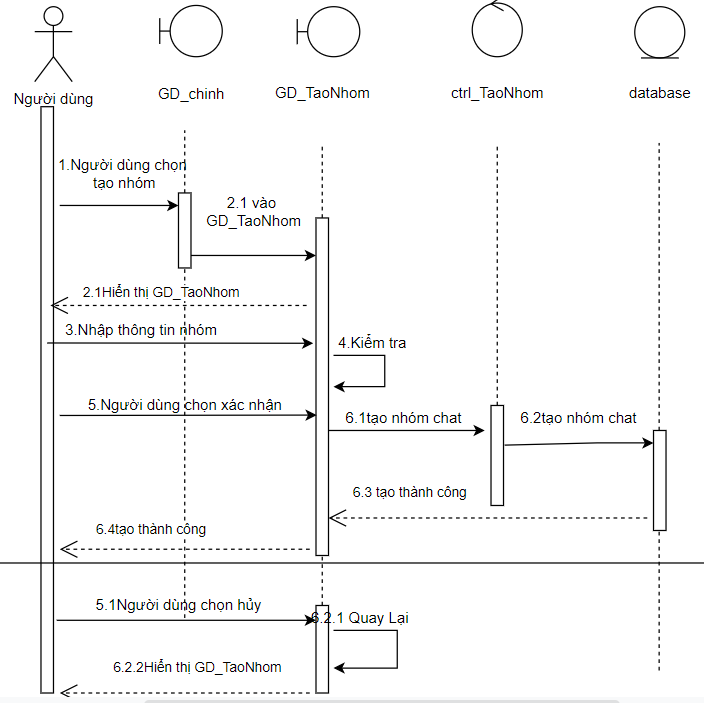 Người dùng
GD_chinh
GD_TaoNhom
ctrl_TaoNhom
database
1.Người dùng chọn
tạo nhóm
2.1 vào
GD_TaoNhom
2.1Hiển thị GD_TaoNhom
3.Nhập thông tin nhóm
4.Kiểm tra
5.Người dùng chọn xác nhận
6.1tạo nhóm chat
6.2tạo nhóm chat
6.3 tạo thành công
6.4tạo thành công
5.1Người dùng chọn hủy
6.2.1 Quay Lại
6.2.2Hiển thị GD_TaoNhom